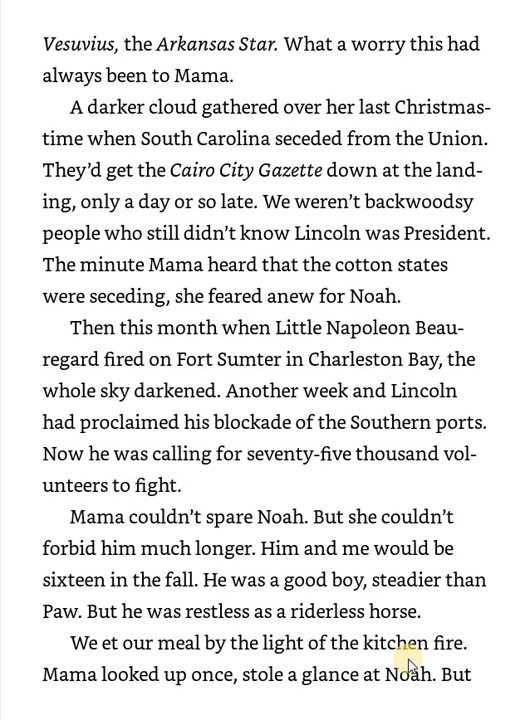 Vesuvius, the Arkansas Star. What a worry this had
always been to Mama.
A darker cloud gathered over her last Christmas-
time when South Carolina seceded from the Union.
They’d get the Cairo City Gazette down at the land-
ing, only a day or so late. We weren’t backwoodsy
people who still didn’t know Lincoln was President.
The minute Mama heard that the cotton states
were seceding, she feared anew for Noah.
Then this month when Little Napoleon Beau-
regard fired on Fort Sumter in Charleston Bay, the
whole sky darkened. Another week and Lincoln
had proclaimed his blockade of the Southern ports.
Now he was calling for seventy-five thousand vol-
unteers to fight.
Mama couldn’t spare Noah. But she couldn’t
forbid him much longer. Him and me would be
sixteen in the fall. He was a good boy, steadier than
Paw. But he was restless as a riderless horse.
We et our meal by the light of the kitchen fire.
Mama looked up once, stole a glance at Noah. But